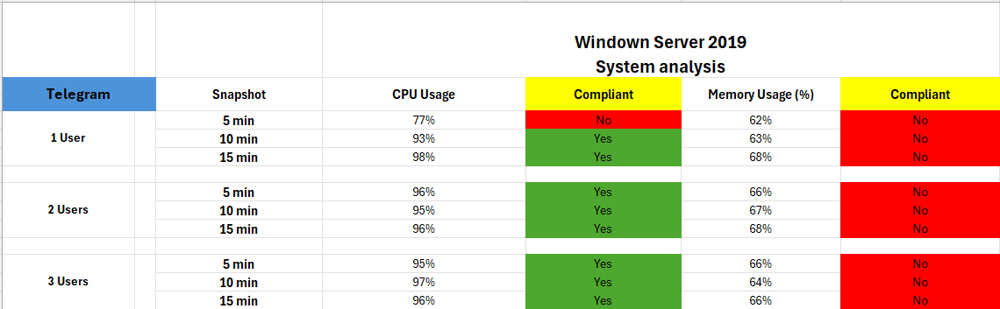 Windown Server 2019
System analysis
Telegram Snapshot CPU Usage Compliant Memory Usage (%) Compliant
5 min 77% No 62% No
1 User 10 min 93% Yes 63% No
15 min 98% Yes 68% No
5 min 96% Yes 66% No
2 Users 10 min 95% Yes 67% No
15 min 96% Yes 68% No
5 min 95% Yes 66% No
3 Users 10 min 97% Yes 64% No
15 min 96% Yes 66% No